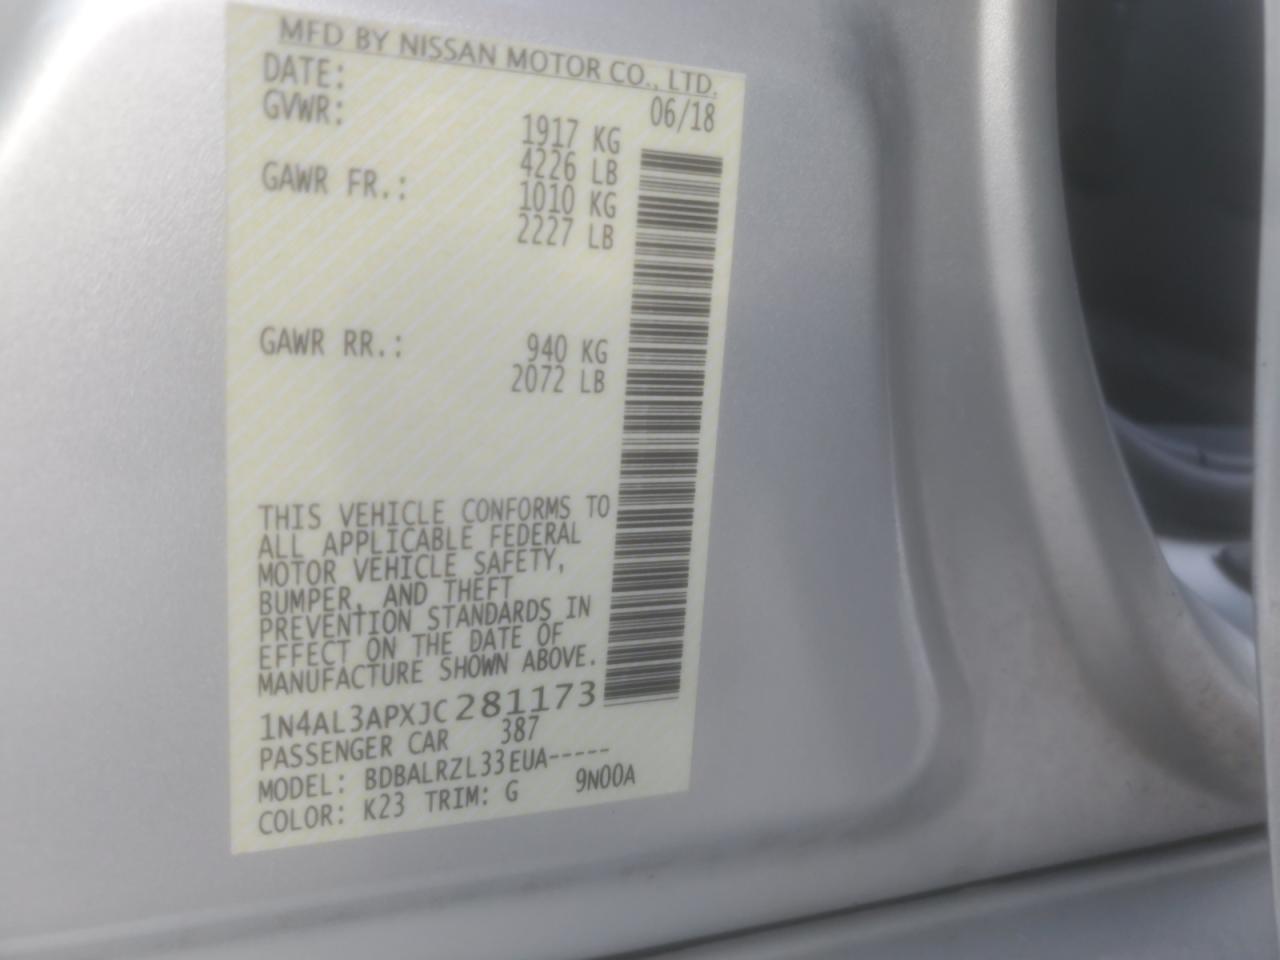 MFD BY NISSAN MOTOR CO., LTD.
DATE: 06/18
GVWR: 1917 KG
4226 LB
GAWR FR.: 1010 KG
2227 LB
GAWR RR.: 940 KG
2072 LB
THIS VEHICLE CONFORMS TO
ALL APPLICABLE FEDERAL
MOTOR VEHICLE SAFETY,
BUMPER, AND THEFT
PREVENTION STANDARDS IN
EFFECT ON THE DATE OF
MANUFACTURE SHOWN ABOVE.
1N4AL3APXJC281173
PASSENGER CAR 387
MODEL: BDBALRZL33EUA-----
COLOR: K23 TRIM: G 9N00A